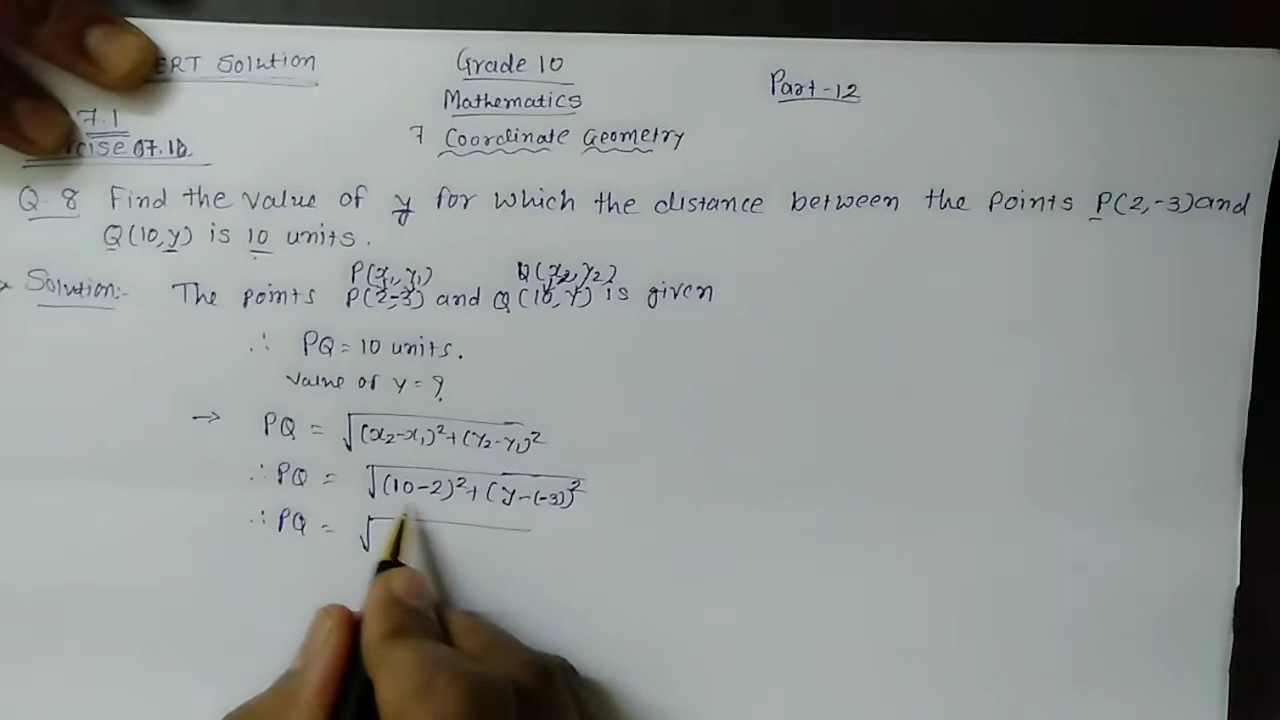 ERT Solution
Grade 10
Part-12
Mathematics
7.1
7 Coordinate Geometry
cise 07.1
Q.8 Find the value of y for which the distance between the points P(2,-3) and
Q(10,y) is 10 units.
P(x₁,y₁) Q(x₂,y₂)
Solution:- The points P(2-3) and Q(10,y) is given
∴ PQ = 10 units.
value of y = ?
→ PQ = √(x₂-x₁)²+(y₂-y₁)²
∴ PQ = √(10-2)²+(y-(-3))²
∴ PQ = √